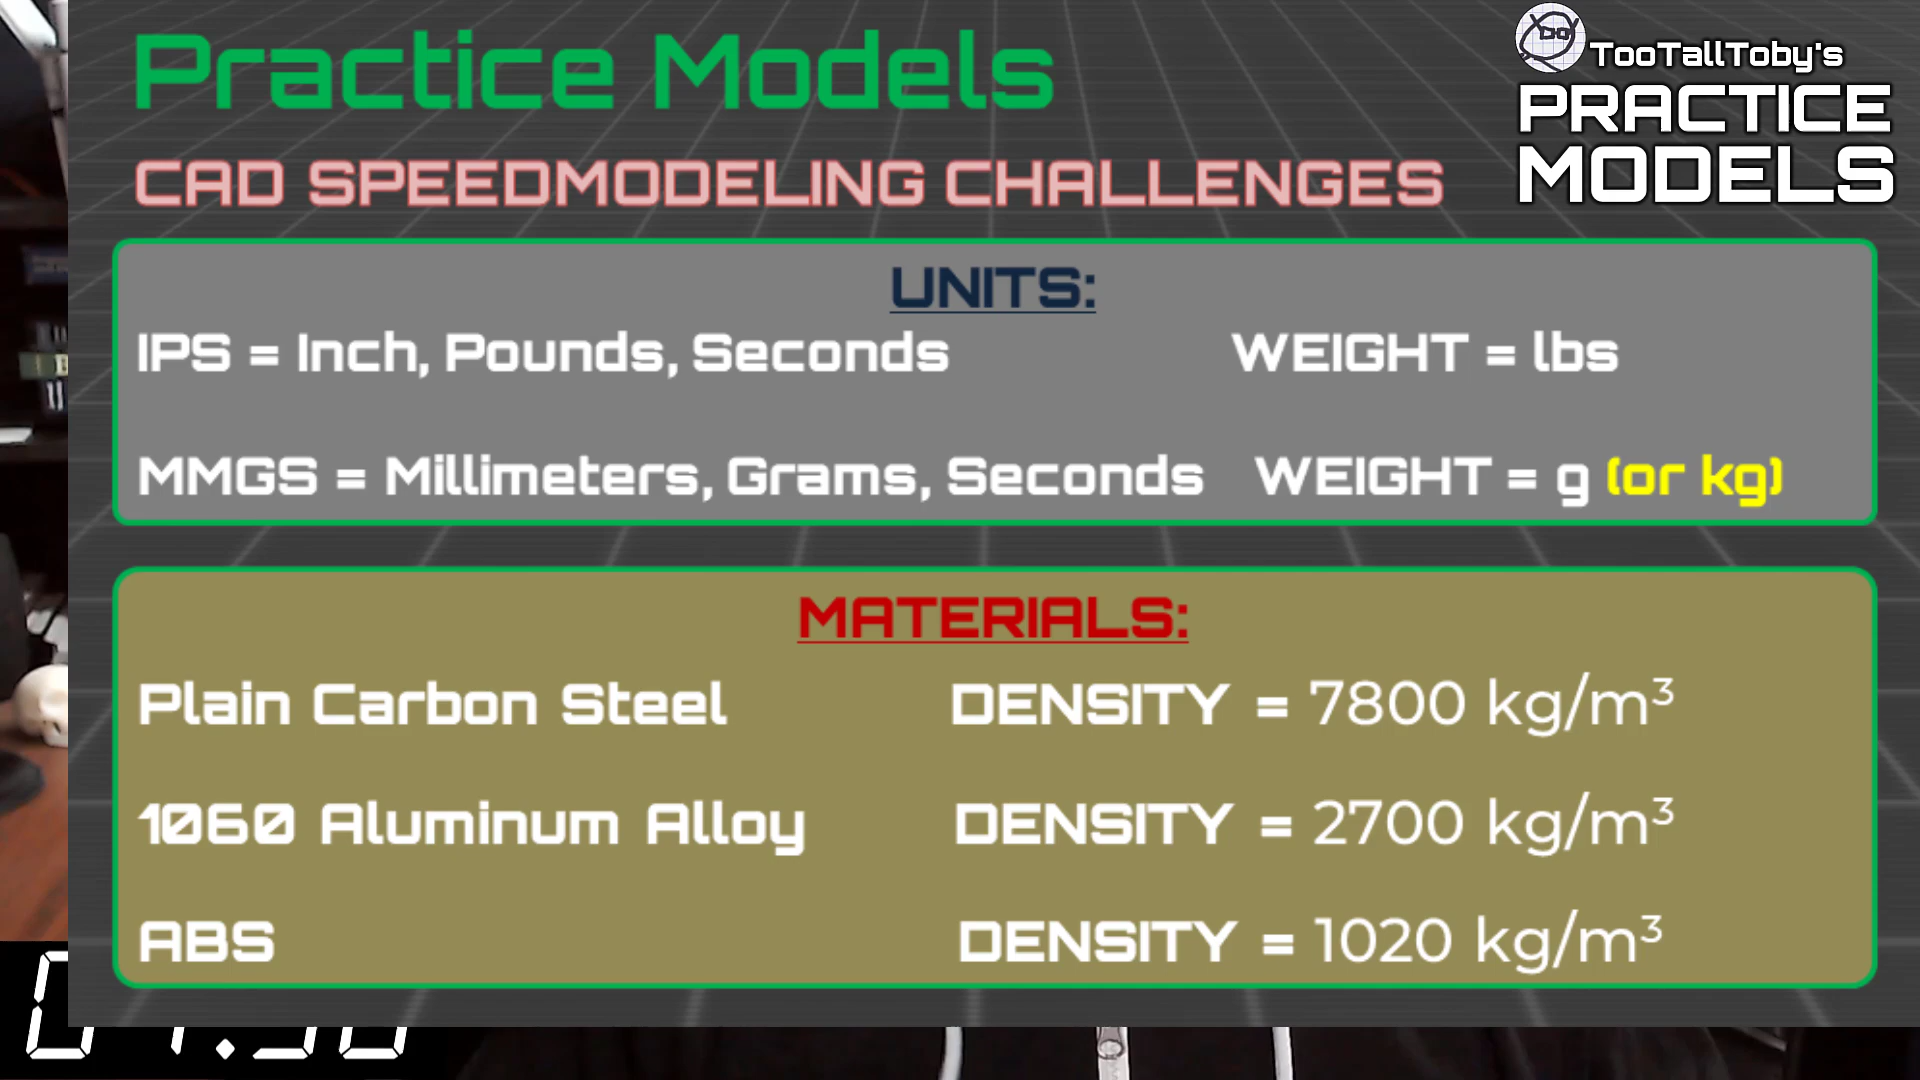 Practice Models
TooTallToby's
PRACTICE
MODELS
CAD SPEEDMODELING CHALLENGES
UNITS:
IPS = Inch, Pounds, Seconds WEIGHT = lbs
MMGS = Millimeters, Grams, Seconds WEIGHT = g (or kg)
MATERIALS:
Plain Carbon Steel DENSITY = 7800 kg/m³
1060 Aluminum Alloy DENSITY = 2700 kg/m³
ABS DENSITY = 1020 kg/m³